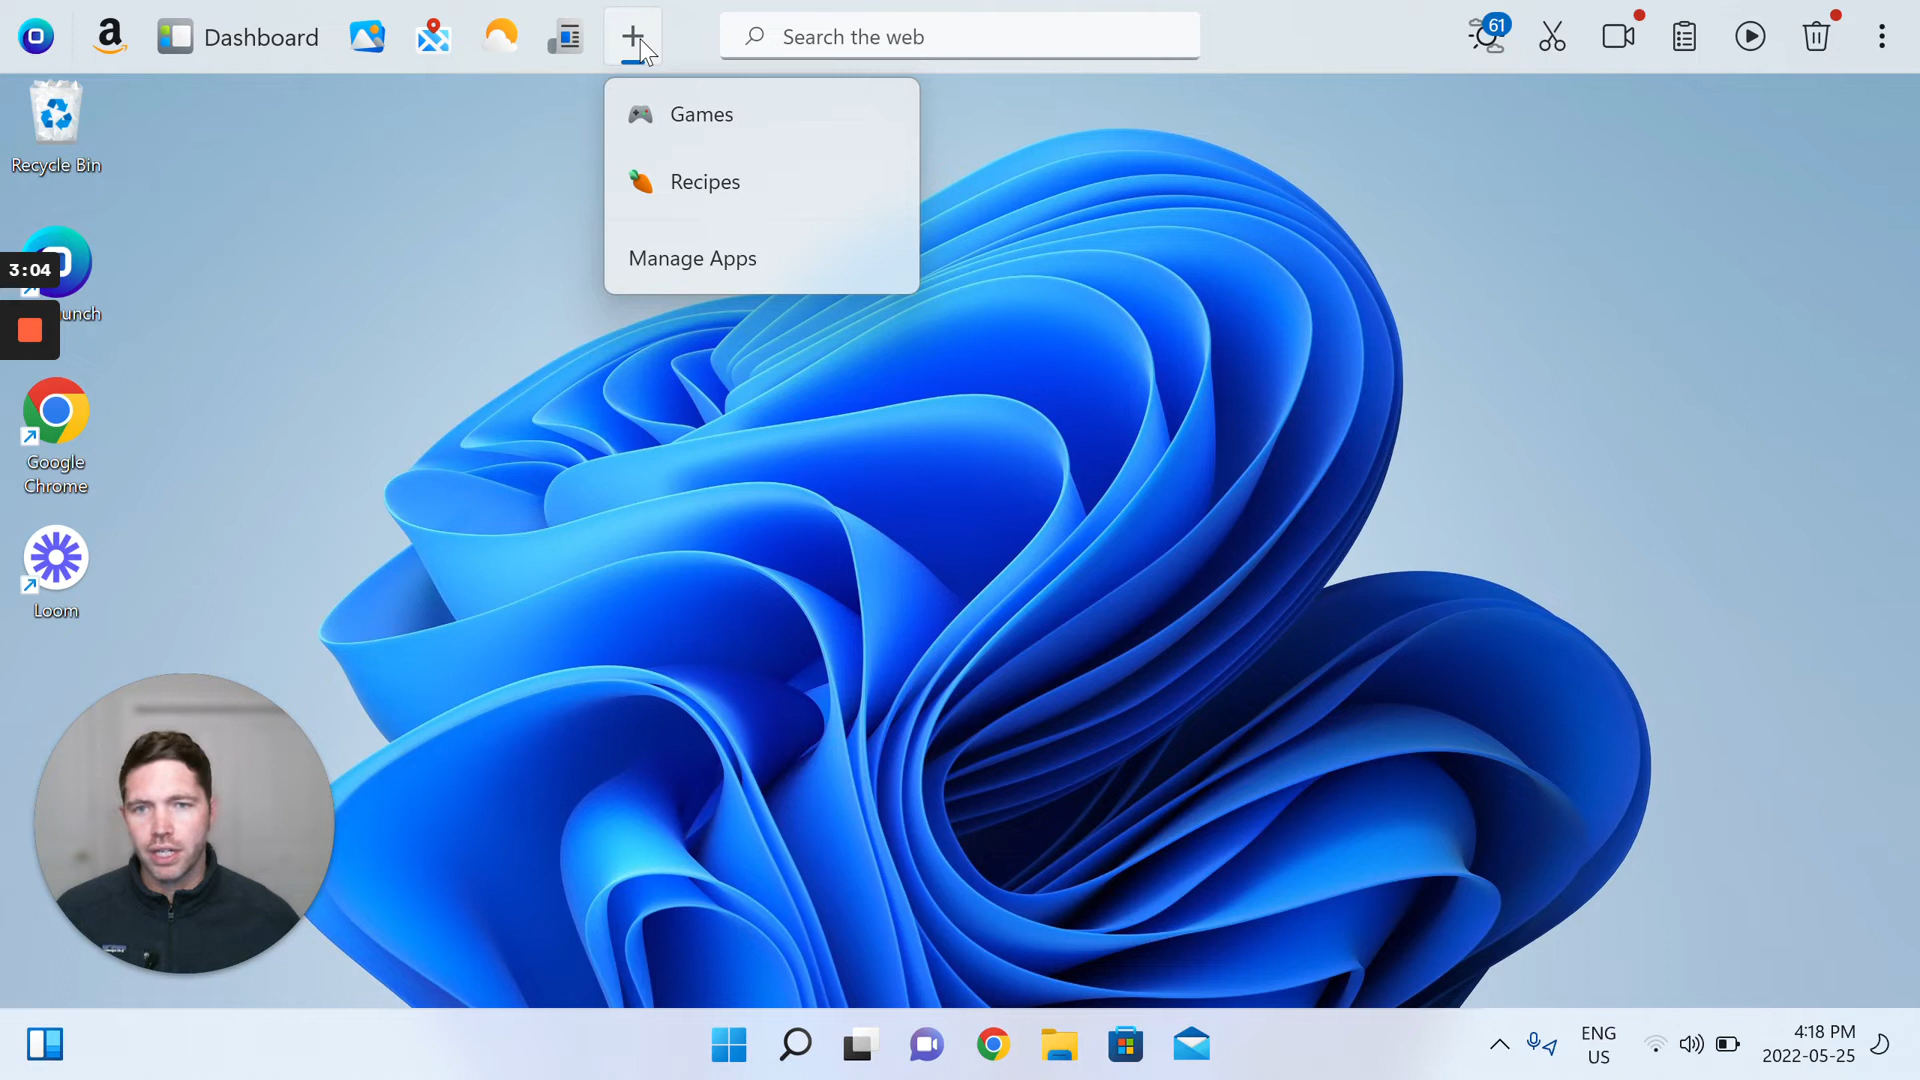 a
Dashboard
Search the web
61
Games
Recipes
Manage Apps
Recycle Bin
3:04
unch
Google
Chrome
Loom
ENG
US
4:18 PM
2022-05-25